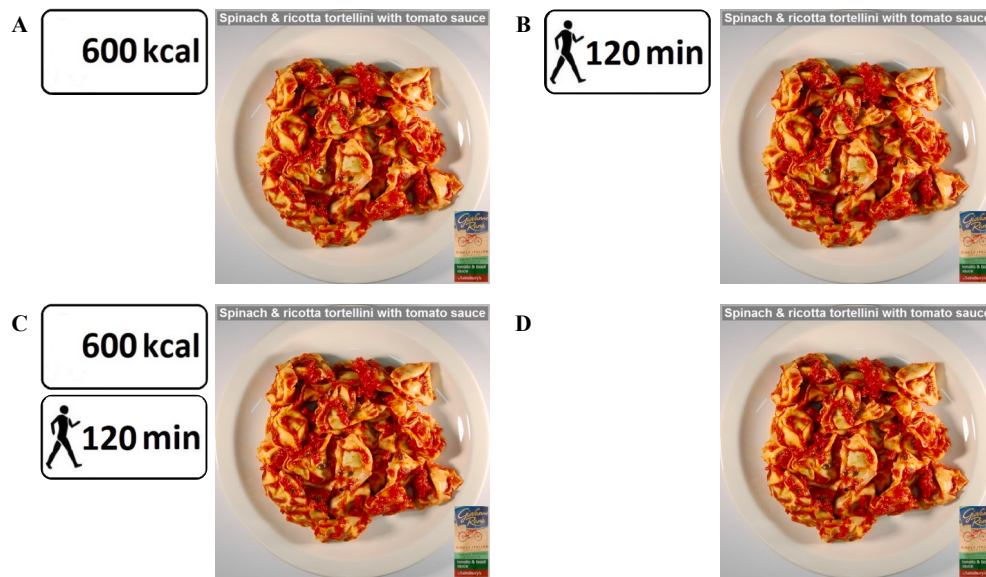 A
600 kcal
Spinach & ricotta tortellini with tomato sauce
B
120 min
Spinach & ricotta tortellini with tomato sauce
C
600 kcal
120 min
Spinach & ricotta tortellini with tomato sauce
D
Spinach & ricotta tortellini with tomato sauce